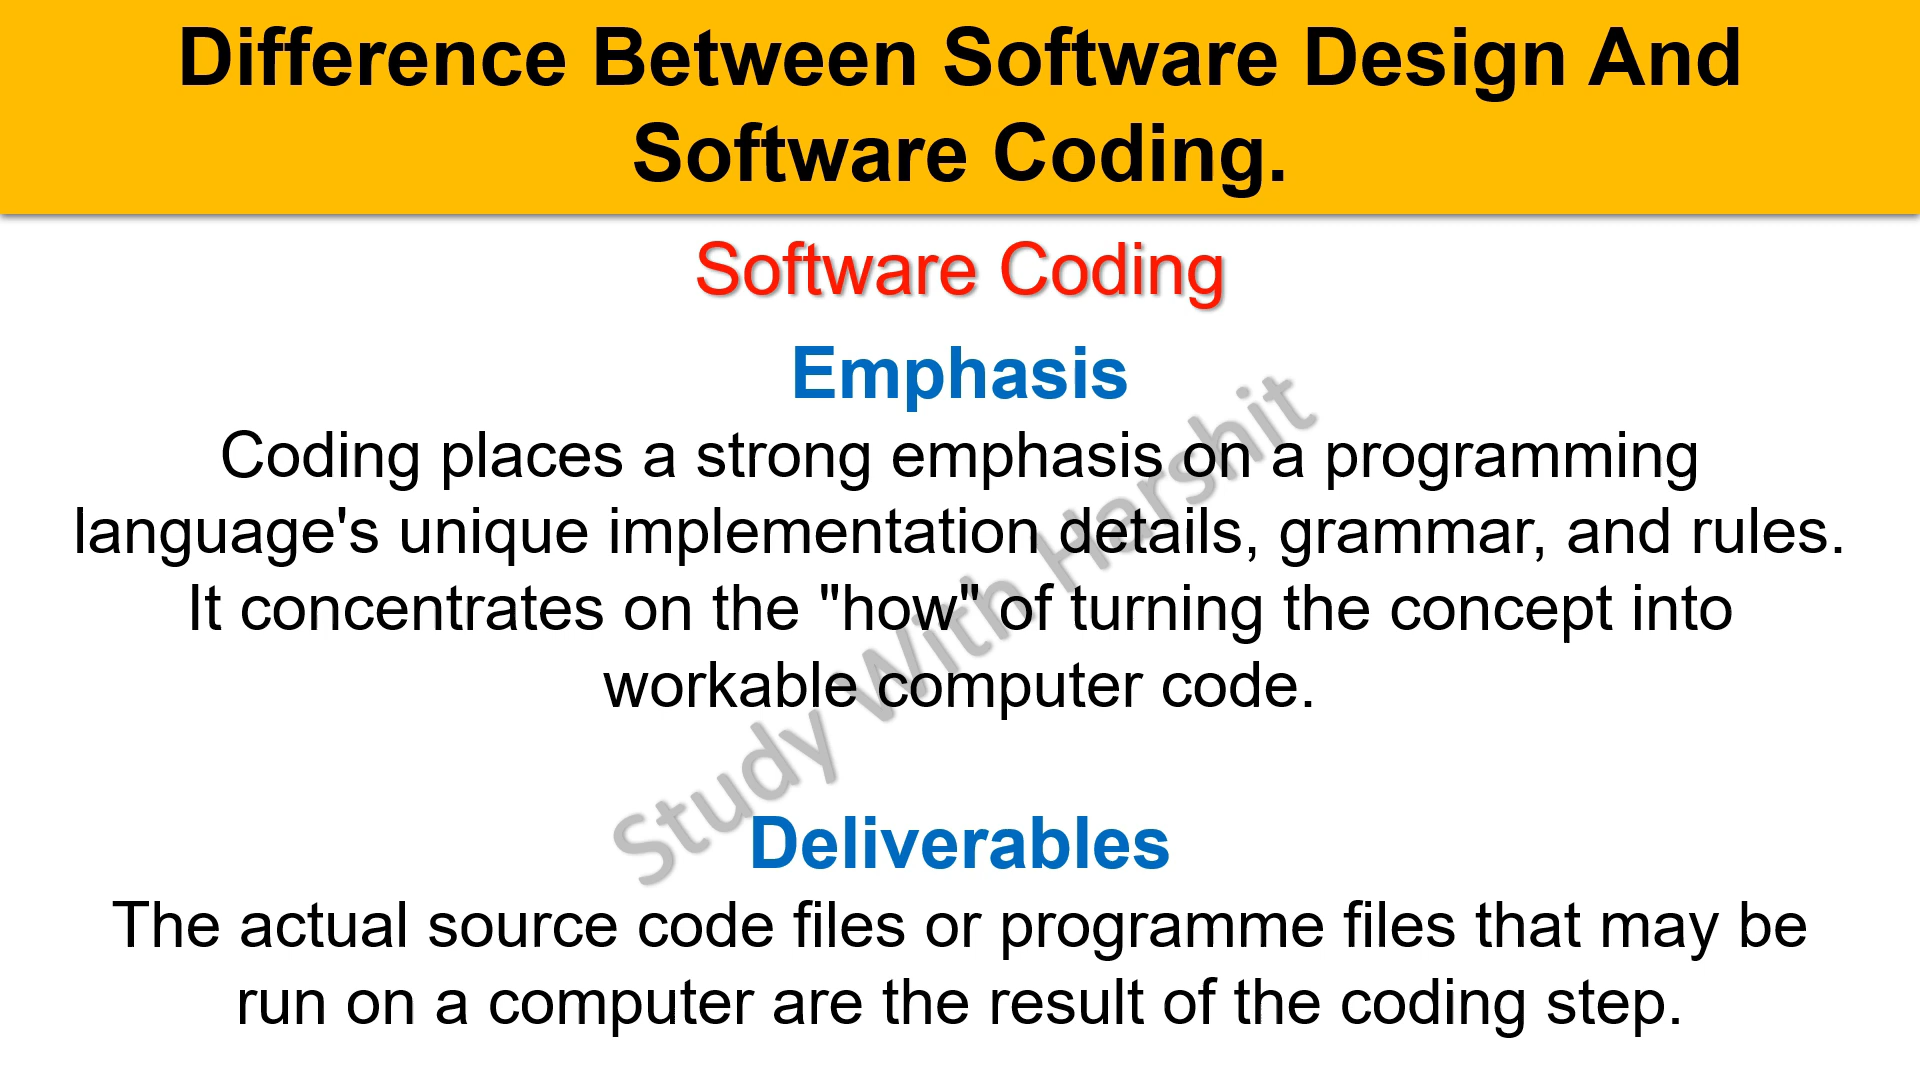 Difference Between Software Design And
Software Coding.
Software Coding
Emphasis
Coding places a strong emphasis on a programming
language's unique implementation details, grammar, and rules.
It concentrates on the "how" of turning the concept into
workable computer code.
Study With Harshit
Deliverables
The actual source code files or programme files that may be
run on a computer are the result of the coding step.